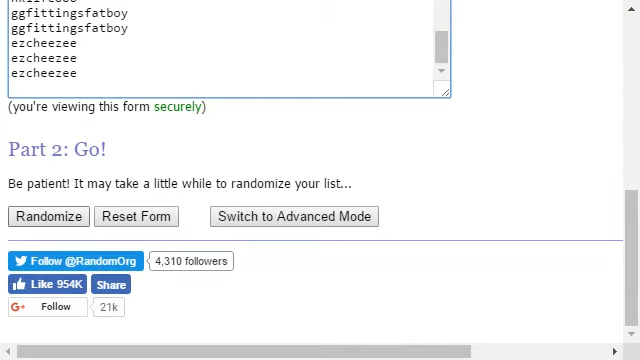 ggfittingsfatboy
ggfittingsfatboy
ezcheezee
ezcheezee
ezcheezee
(you're viewing this form securely)
Part 2: Go!
Be patient! It may take a little while to randomize your list...
Randomize Reset Form Switch to Advanced Mode
Follow @RandomOrg 4,310 followers
Like 954K Share
G+ Follow 21k